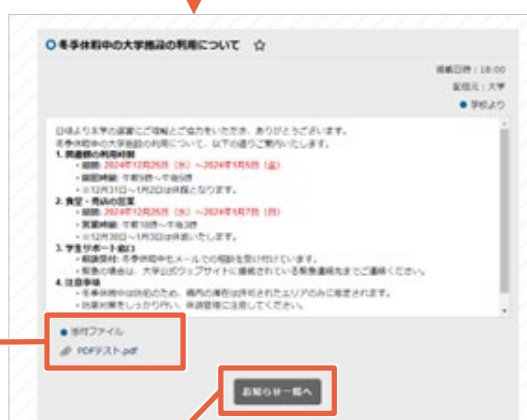 冬季休暇中の大学施設の利用について ☆
掲載日時：18:00
配信元：大学
● 学校より
日頃より本学の運営にご理解とご協力をいただき、ありがとうございます。
冬季休暇中の大学施設の利用について、以下の通りご案内いたします。
1. 図書館の利用時間
・期間: 2024年12月25日（水）～2024年1月5日（金）
・開館時間: 午前9時～午後5時
・※12月31日～1月2日は休館となります。
2. 食堂・売店の営業
・期間: 2024年12月25日（水）～2024年1月7日（日）
・営業時間: 午前10時～午後3時
・※12月30日～1月3日は休業いたします。
3. 学生サポート窓口
・相談受付: 冬季休暇中もメールでの相談を受け付けています。
・緊急の場合は、大学公式ウェブサイトに掲載されている緊急連絡先までご連絡ください。
4. 注意事項
・冬季休暇中は防犯のため、構内の滞在は許可されたエリアのみに限定されます。
・防寒対策をしっかり行い、体調管理に注意してください。
● 添付ファイル
PDFテスト.pdf
お知らせ一覧へ